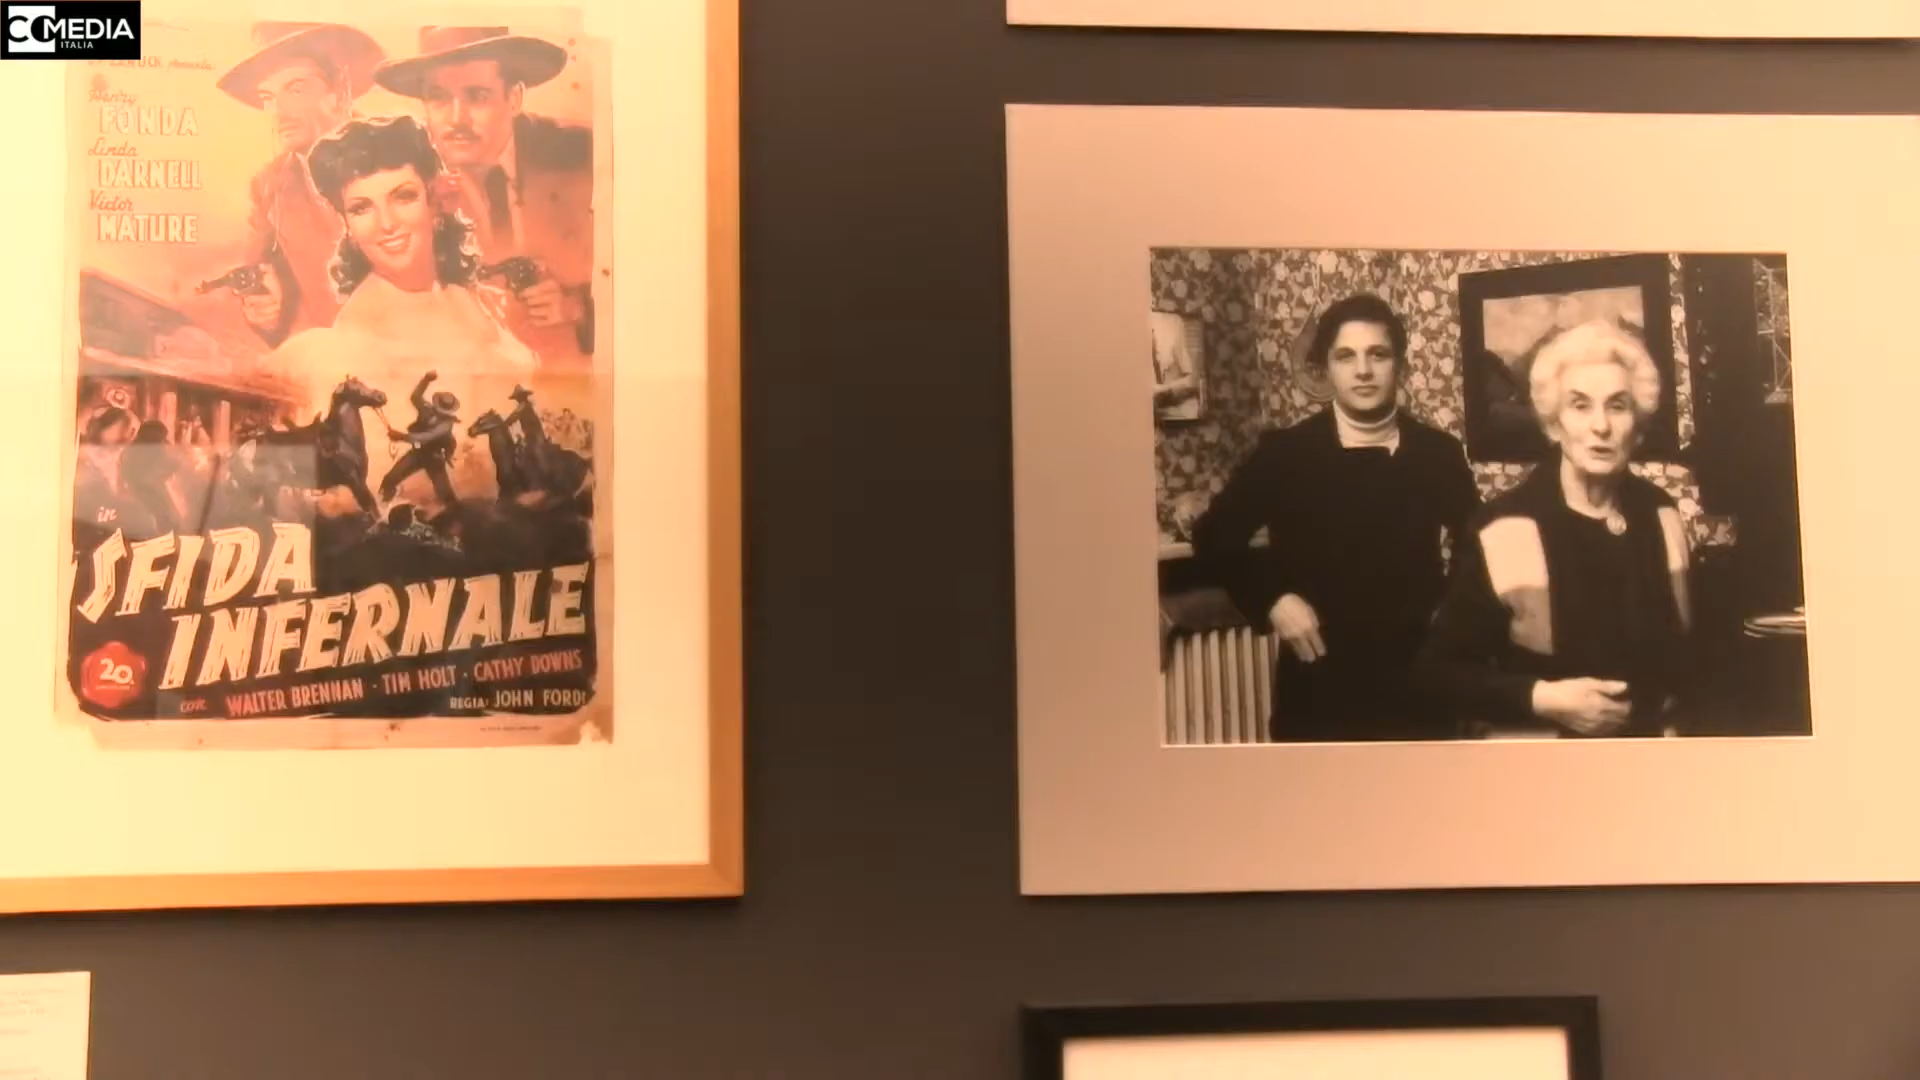 CCMEDIA
ITALIA
Henry
FONDA
Linda
DARNELL
Victor
MATURE
in
SFIDA
INFERNALE
20
con WALTER BRENNAN · TIM HOLT · CATHY DOWNS
REGIA: JOHN FORD